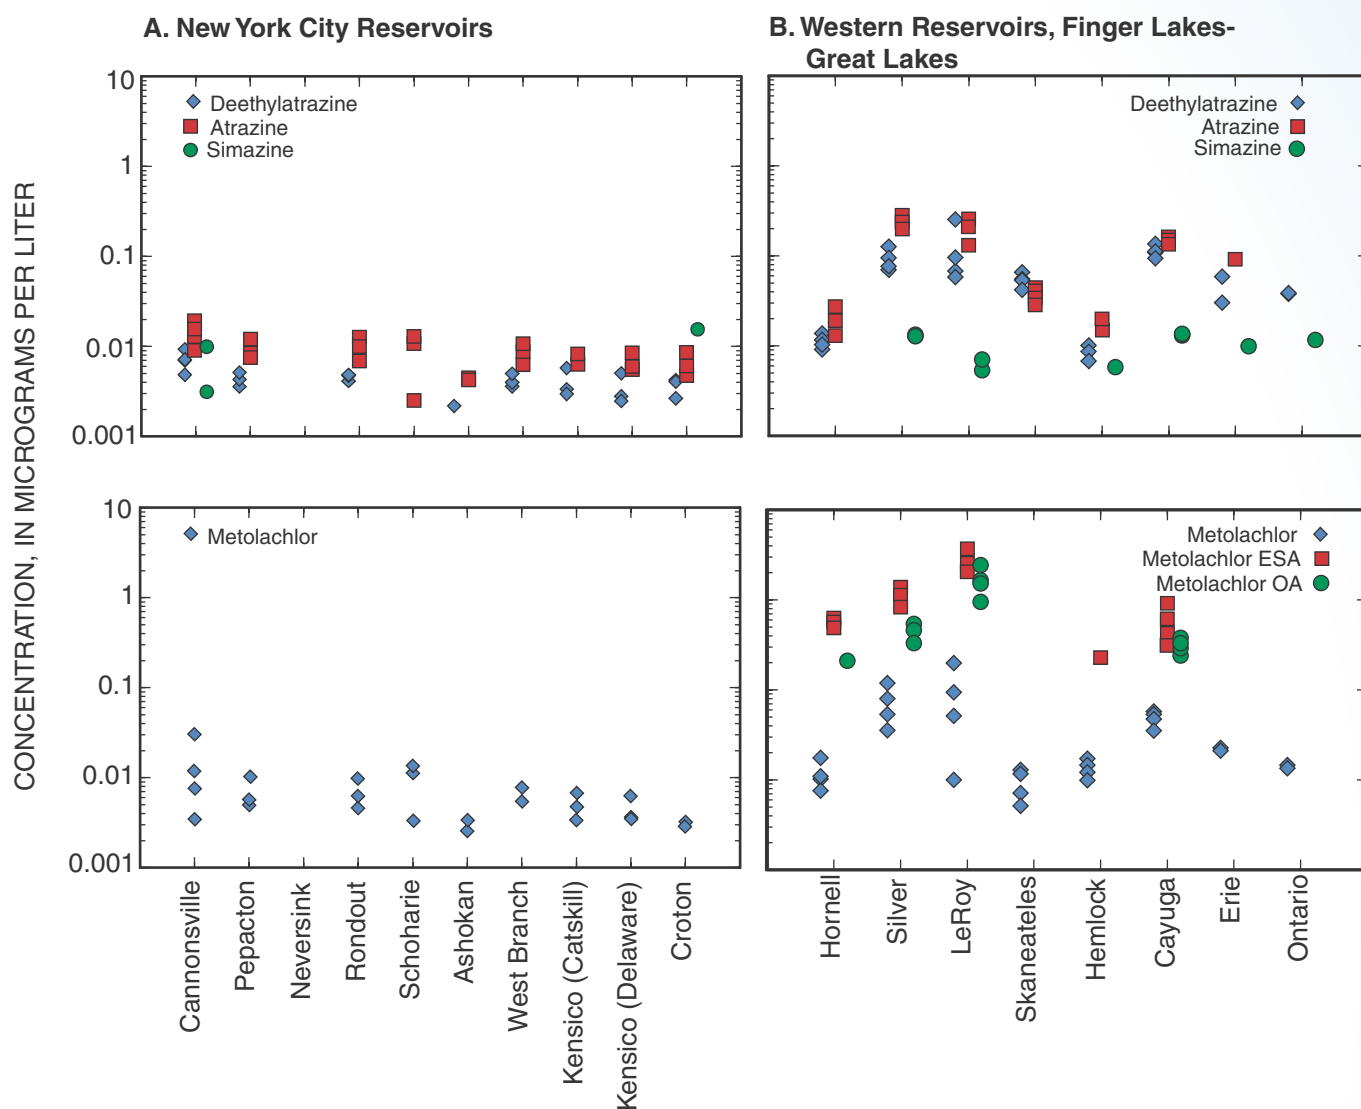 A. New York City Reservoirs
B. Western Reservoirs, Finger Lakes-
Great Lakes
CONCENTRATION, IN MICROGRAMS PER LITER
10
1
0.1
0.01
0.001
Deethylatrazine
Atrazine
Simazine
Deethylatrazine
Atrazine
Simazine
10
1
0.1
0.01
0.001
Metolachlor
Metolachlor
Metolachlor ESA
Metolachlor OA
Cannonsville
Pepacton
Neversink
Rondout
Schoharie
Ashokan
West Branch
Kensico (Catskill)
Kensico (Delaware)
Croton
Hornell
Silver
LeRoy
Skaneateles
Hemlock
Cayuga
Erie
Ontario